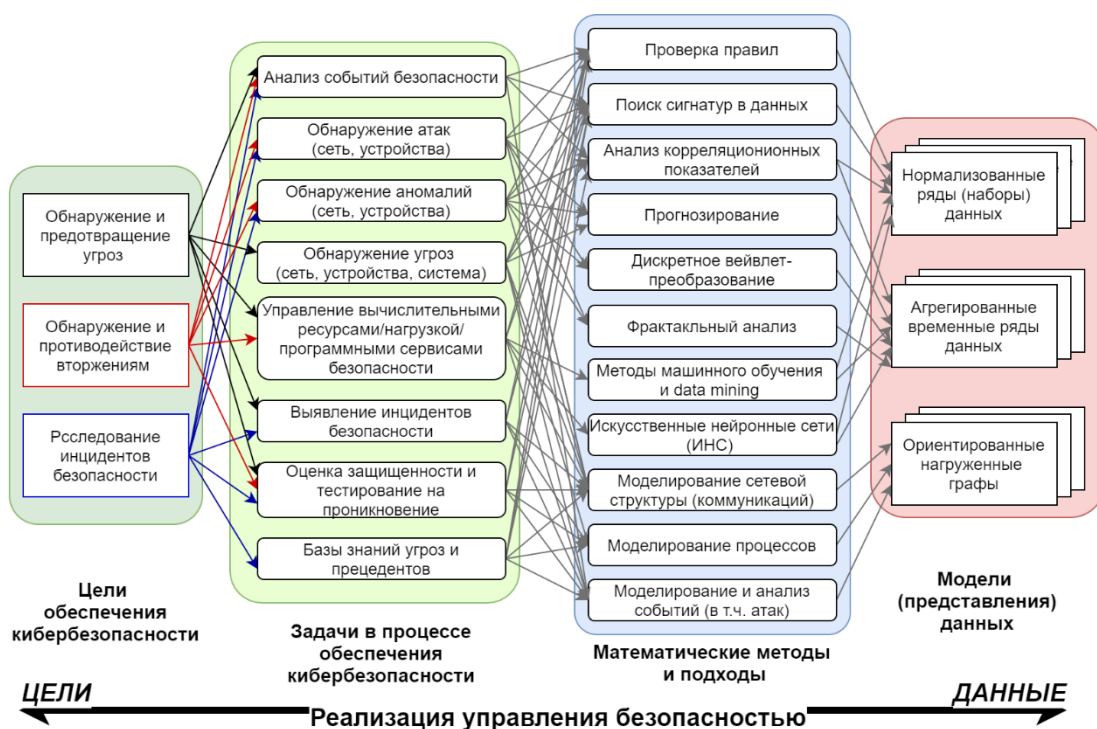 Обнаружение и
предотвращение
угроз
Обнаружение и
противодействие
вторжениям
Рсследование
инцидентов
безопасности
Цели
обеспечения
кибербезопасности
Анализ событий безопасности
Обнаружение атак
(сеть, устройства)
Обнаружение аномалий
(сеть, устройства)
Обнаружение угроз
(сеть, устройства, система)
Управление вычислительными
ресурсами/нагрузкой/
программными сервисами
безопасности
Выявление инцидентов
безопасности
Оценка защищенности и
тестирование на
проникновение
Базы знаний угроз и
прецедентов
Задачи в процессе
обеспечения
кибербезопасности
Проверка правил
Поиск сигнатур в данных
Анализ корреляционионных
показателей
Прогнозирование
Дискретное вейвлет-
преобразование
Фрактакльный анализ
Методы машинного обучения
и data mining
Искусственные нейронные сети
(ИНС)
Моделирование сетевой
структуры (коммуникаций)
Моделирование процессов
Моделирование и анализ
событий (в т.ч. атак)
Математические методы
и подходы
Нормализованные
ряды (наборы)
данных
Агрегированные
временные ряды
данных
Ориентированные
нагруженные
графы
Модели
(представления)
данных
ЦЕЛИ
ДАННЫЕ
Реализация управления безопасностью